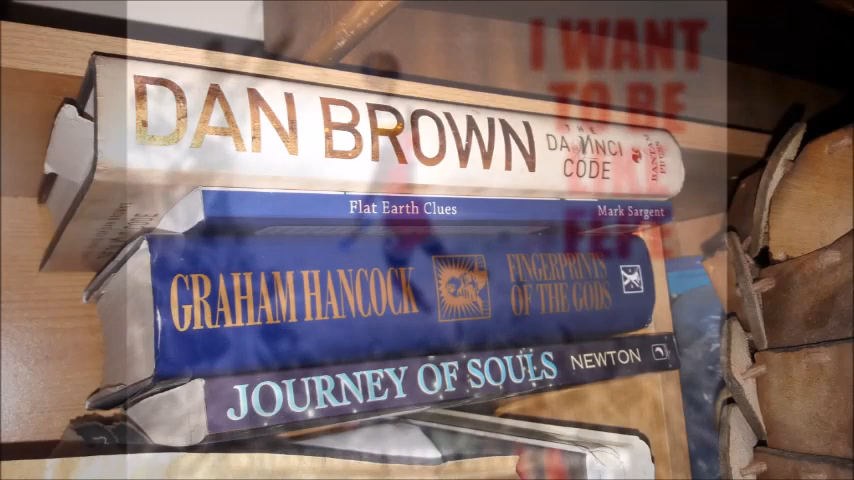 I WANT
TO BE
DAN BROWN
THE
DA VINCI
CODE
BANTAM
PRESS
Flat Earth Clues Mark Sargent
GRAHAM HANCOCK
FINGERPRINTS
OF THE GODS
JOURNEY OF SOULS NEWTON